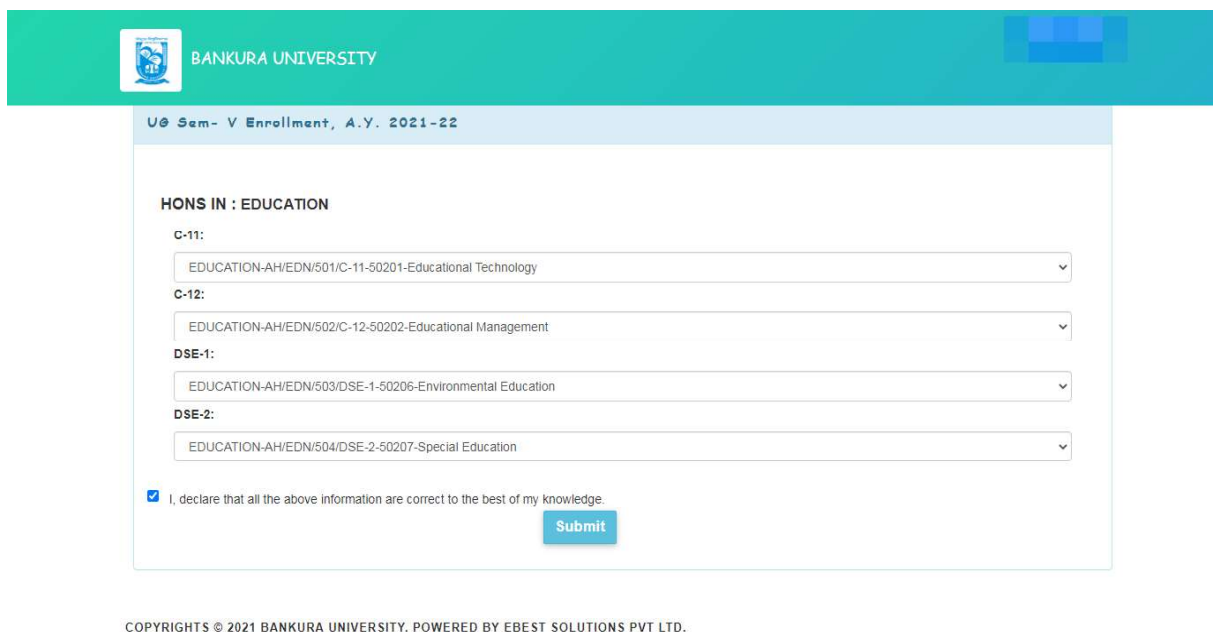 BANKURA UNIVERSITY
UG Sem- V Enrollment, A.Y. 2021-22
HONS IN : EDUCATION
C-11:
EDUCATION-AH/EDN/501/C-11-50201-Educational Technology
C-12:
EDUCATION-AH/EDN/502/C-12-50202-Educational Management
DSE-1:
EDUCATION-AH/EDN/503/DSE-1-50206-Environmental Education
DSE-2:
EDUCATION-AH/EDN/504/DSE-2-50207-Special Education
I, declare that all the above information are correct to the best of my knowledge.
Submit
COPYRIGHTS © 2021 BANKURA UNIVERSITY. POWERED BY EBEST SOLUTIONS PVT LTD.